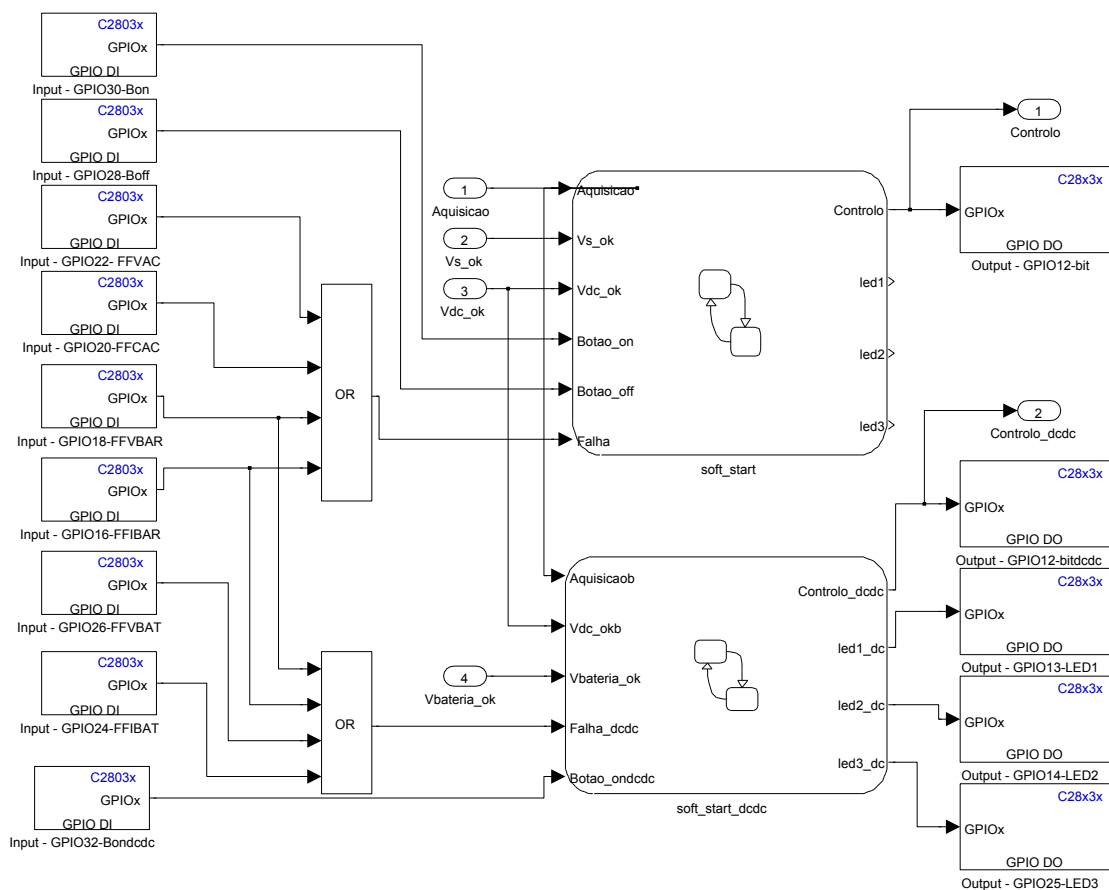 C2803x
GPIOx
GPIO DI
Input - GPIO30-Bon
C2803x
GPIOx
GPIO DI
Input - GPIO28-Boff
C2803x
GPIOx
GPIO DI
Input - GPIO22- FFVAC
C2803x
GPIOx
GPIO DI
Input - GPIO20-FFCAC
C2803x
GPIOx
GPIO DI
Input - GPIO18-FFVBAR
C2803x
GPIOx
GPIO DI
Input - GPIO16-FFIBAR
C2803x
GPIOx
GPIO DI
Input - GPIO26-FFVBAT
C2803x
GPIOx
GPIO DI
Input - GPIO24-FFIBAT
C2803x
GPIOx
GPIO DI
Input - GPIO32-Bondcdc
OR
OR
1
Aquisicao
2
Vs_ok
3
Vdc_ok
4
Vbateria_ok
Aquisicao
Vs_ok
Vdc_ok
Botao_on
Botao_off
Falha
Controlo
led1
led2
led3
soft_start
Aquisicaob
Vdc_okb
Vbateria_ok
Falha_dcdc
Botao_ondcdc
Controlo_dcdc
led1_dc
led2_dc
led3_dc
soft_start_dcdc
1
Controlo
C28x3x
GPIOx
GPIO DO
Output - GPIO12-bit
2
Controlo_dcdc
C28x3x
GPIOx
GPIO DO
Output - GPIO12-bitdcdc
C28x3x
GPIOx
GPIO DO
Output - GPIO13-LED1
C28x3x
GPIOx
GPIO DO
Output - GPIO14-LED2
C28x3x
GPIOx
GPIO DO
Output - GPIO25-LED3